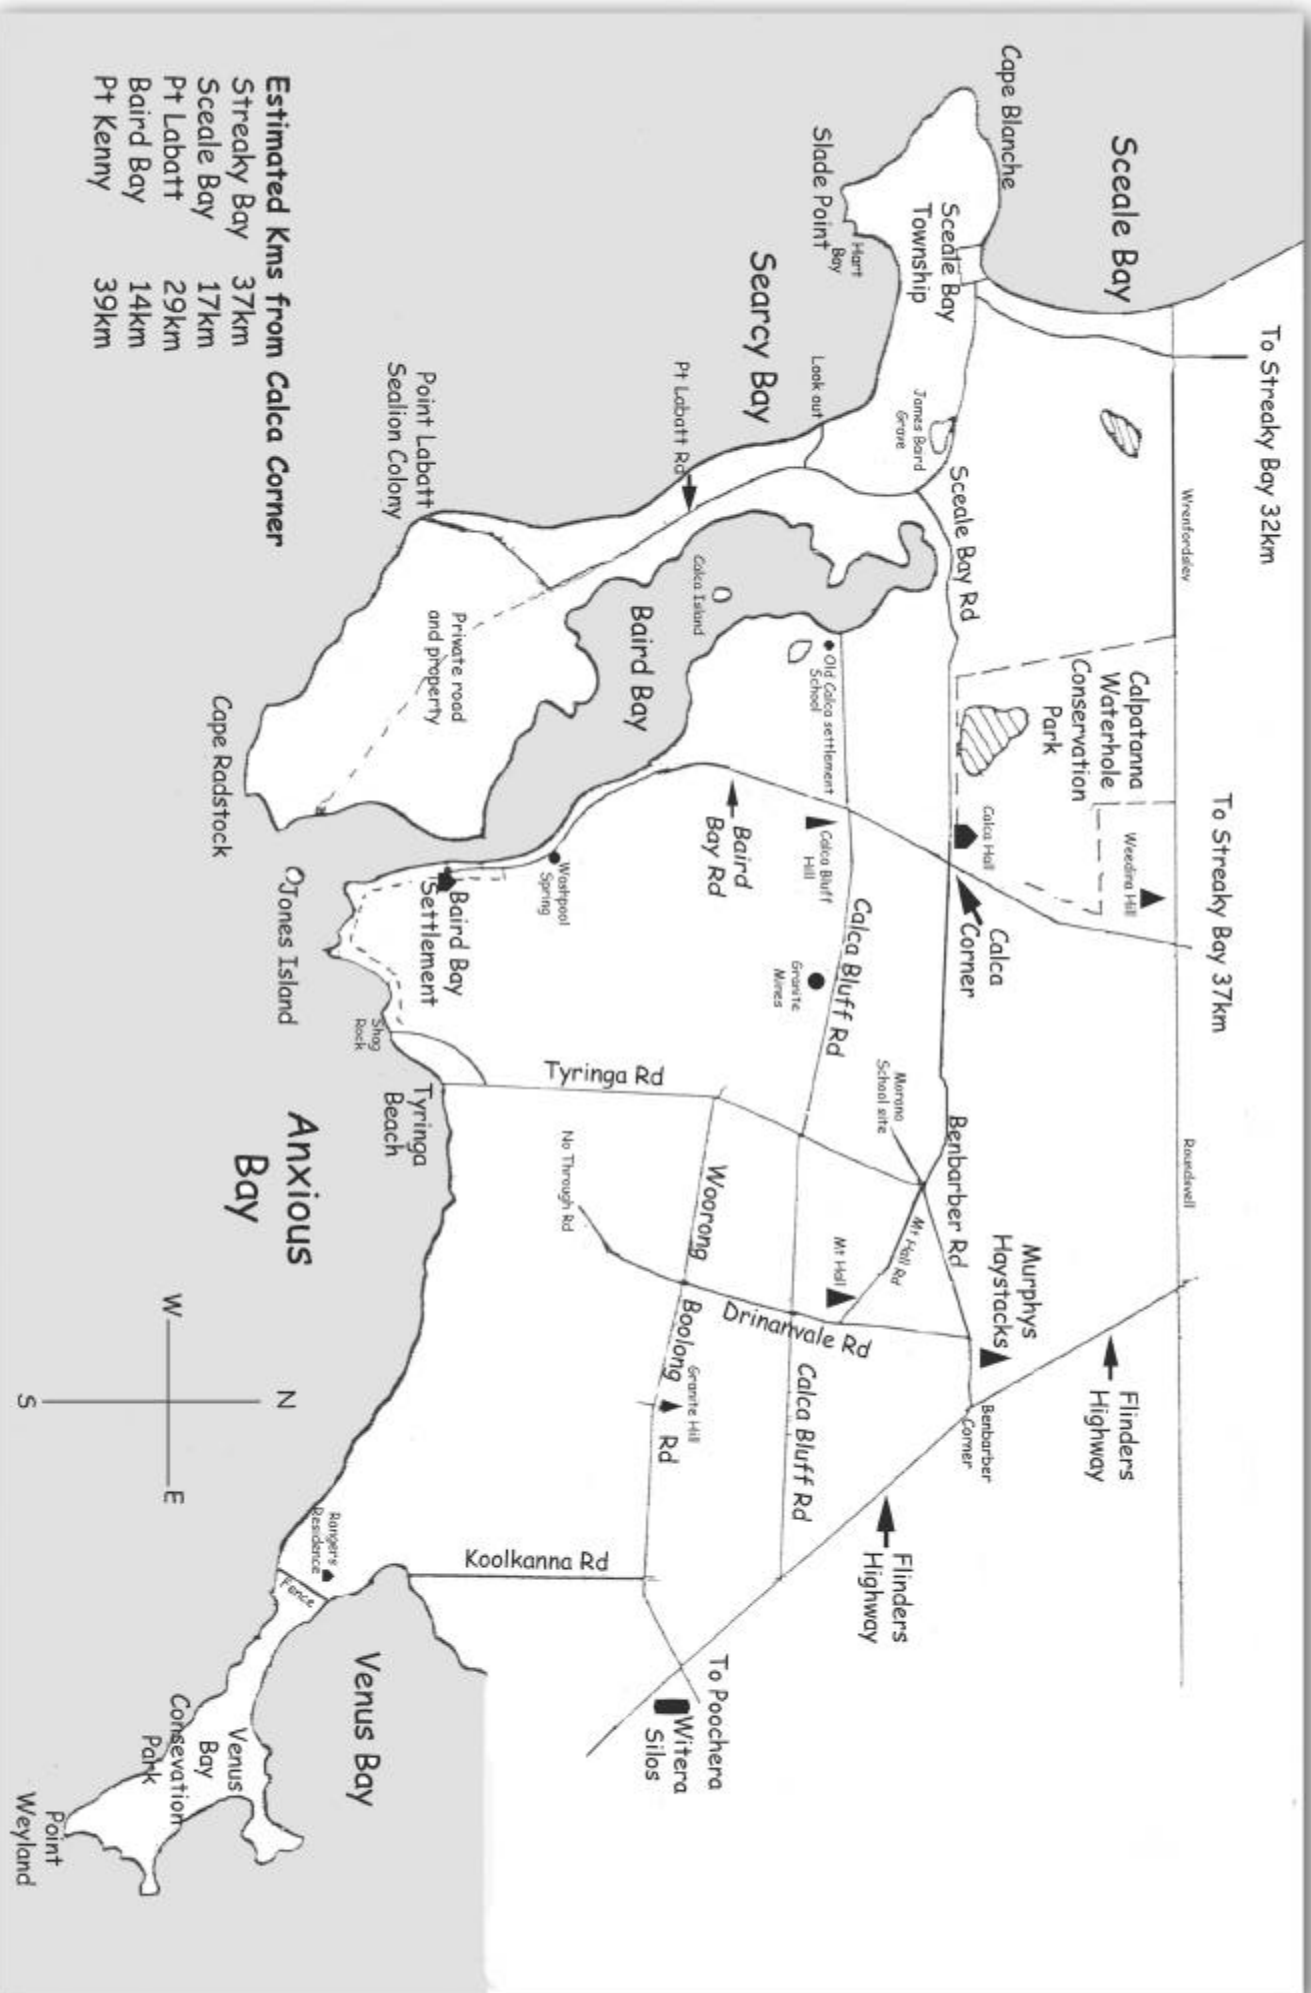 Cape Blanche
Sceale Bay
To Streaky Bay 32km
Wrenfordsley
To Streaky Bay 37km
Roundswell
Slade Point
Hart
Bay
Sceale Bay
Township
Searcy Bay
Look out
James Baird
Grave
Sceale Bay Rd
Calpatanna
Waterhole
Conservation
Park
Weedina Hill
Calca Hall
Calca
Corner
Pt Labatt Rd
Calca Island
Baird Bay
Old Calca settlement
School
Calca Bluff
Hill
Baird
Bay Rd
Calca Bluff Rd
Granite
Mines
Point Labatt
Sealion Colony
Private road
and property
Cape Radstock
Washpool
Spring
Baird Bay
Settlement
Jones Island
Shag
Rock
Tyringa
Beach
Tyringa Rd
Marano
School site
Benbarber Rd
Mt Hall Rd
Mt Hall
Murphys
Haystacks
Flinders
Highway
Benbarber
Corner
No Through Rd
Woorong
Boolong
Rd
Granite Hill
Drinanvale Rd
Calca Bluff Rd
Flinders
Highway
Koolkanna Rd
To Poochera
Witera
Silos
Anxious
Bay
Rangers
Residence
Fence
Venus Bay
Venus
Bay
Consevation
Park
Point
Weyland
N
W
E
S
Estimated Kms from Calca Corner
Streaky Bay 37km
Sceale Bay 17km
Pt Labatt 29km
Baird Bay 14km
Pt Kenny 39km